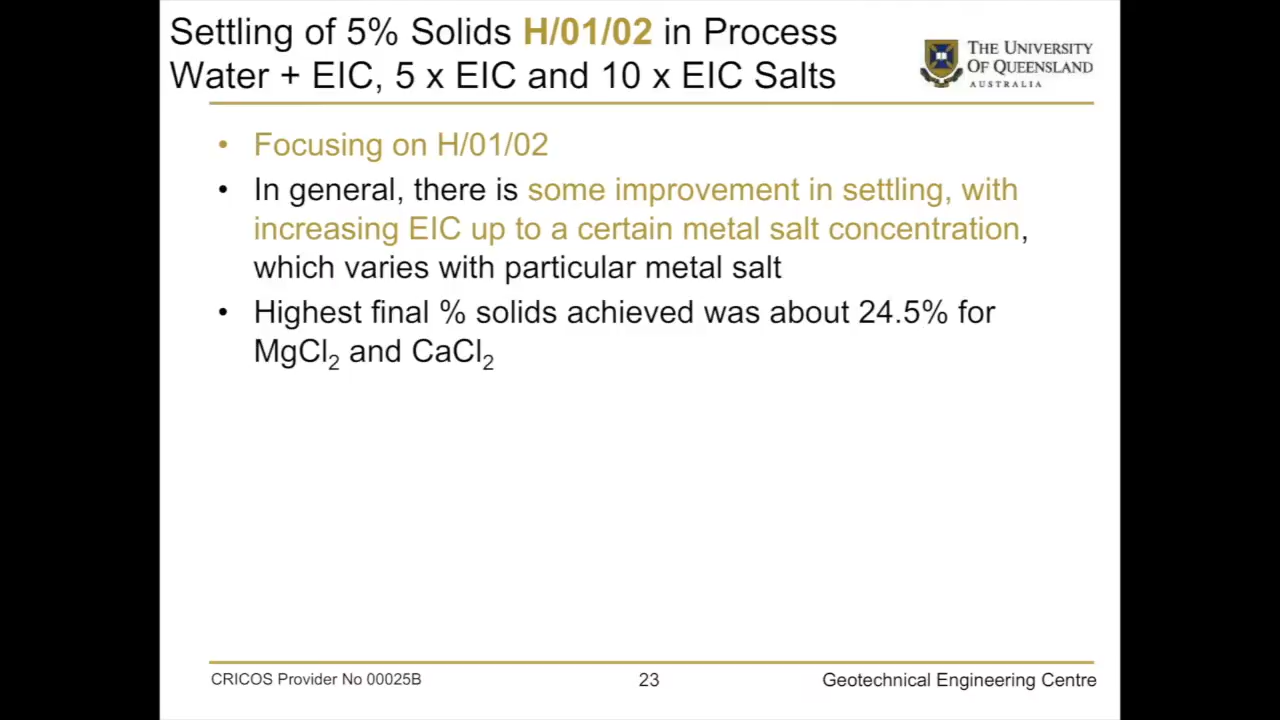 Settling of 5% Solids H/01/02 in Process
Water + EIC, 5 x EIC and 10 x EIC Salts
THE UNIVERSITY
OF QUEENSLAND
AUSTRALIA
• Focusing on H/01/02
• In general, there is some improvement in settling, with
increasing EIC up to a certain metal salt concentration,
which varies with particular metal salt
• Highest final % solids achieved was about 24.5% for
MgCl₂ and CaCl₂
CRICOS Provider No 00025B
23
Geotechnical Engineering Centre